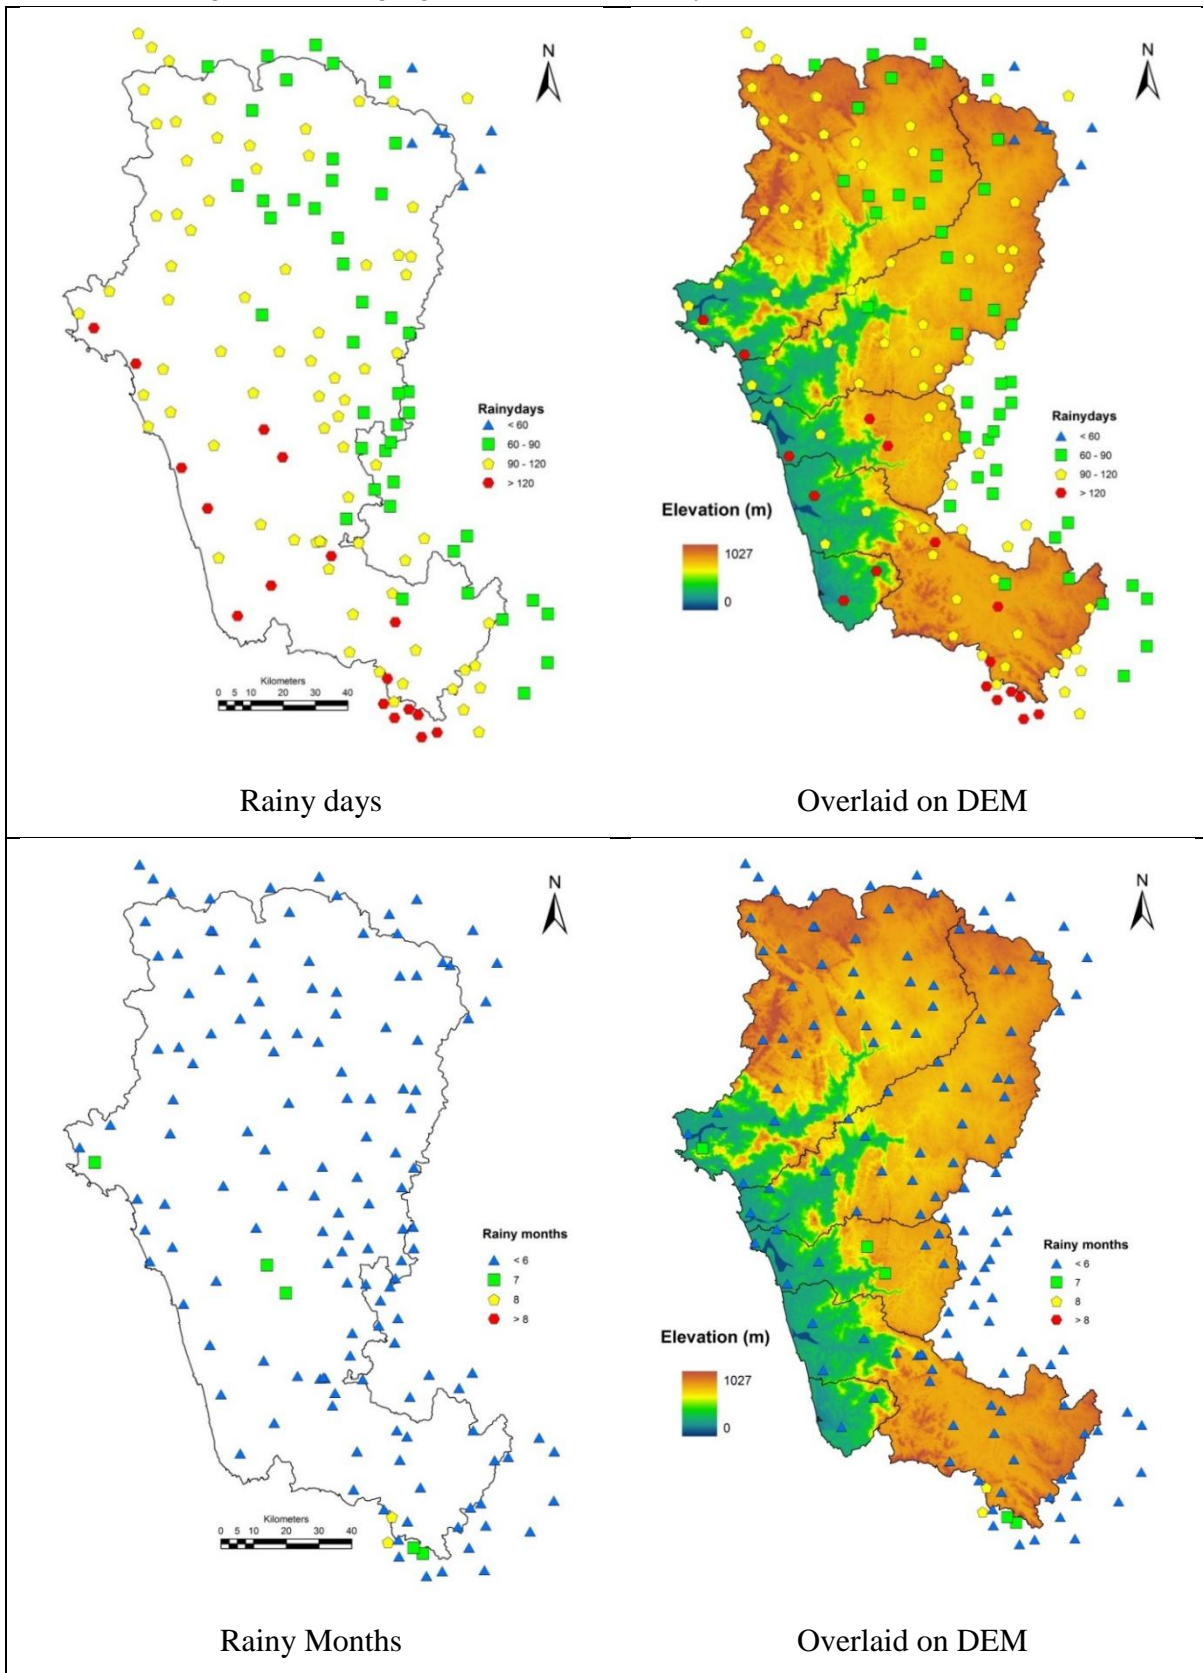 N
Rainydays
< 60
60 - 90
90 - 120
> 120
Kilometers
0 5 10 20 30 40
Rainy days
N
Rainydays
< 60
60 - 90
90 - 120
> 120
Elevation (m)
1027
0
Overlaid on DEM
N
Rainy months
< 6
7
8
> 8
Kilometers
0 5 10 20 30 40
Rainy Months
N
Rainy months
< 6
7
8
> 8
Elevation (m)
1027
0
Overlaid on DEM